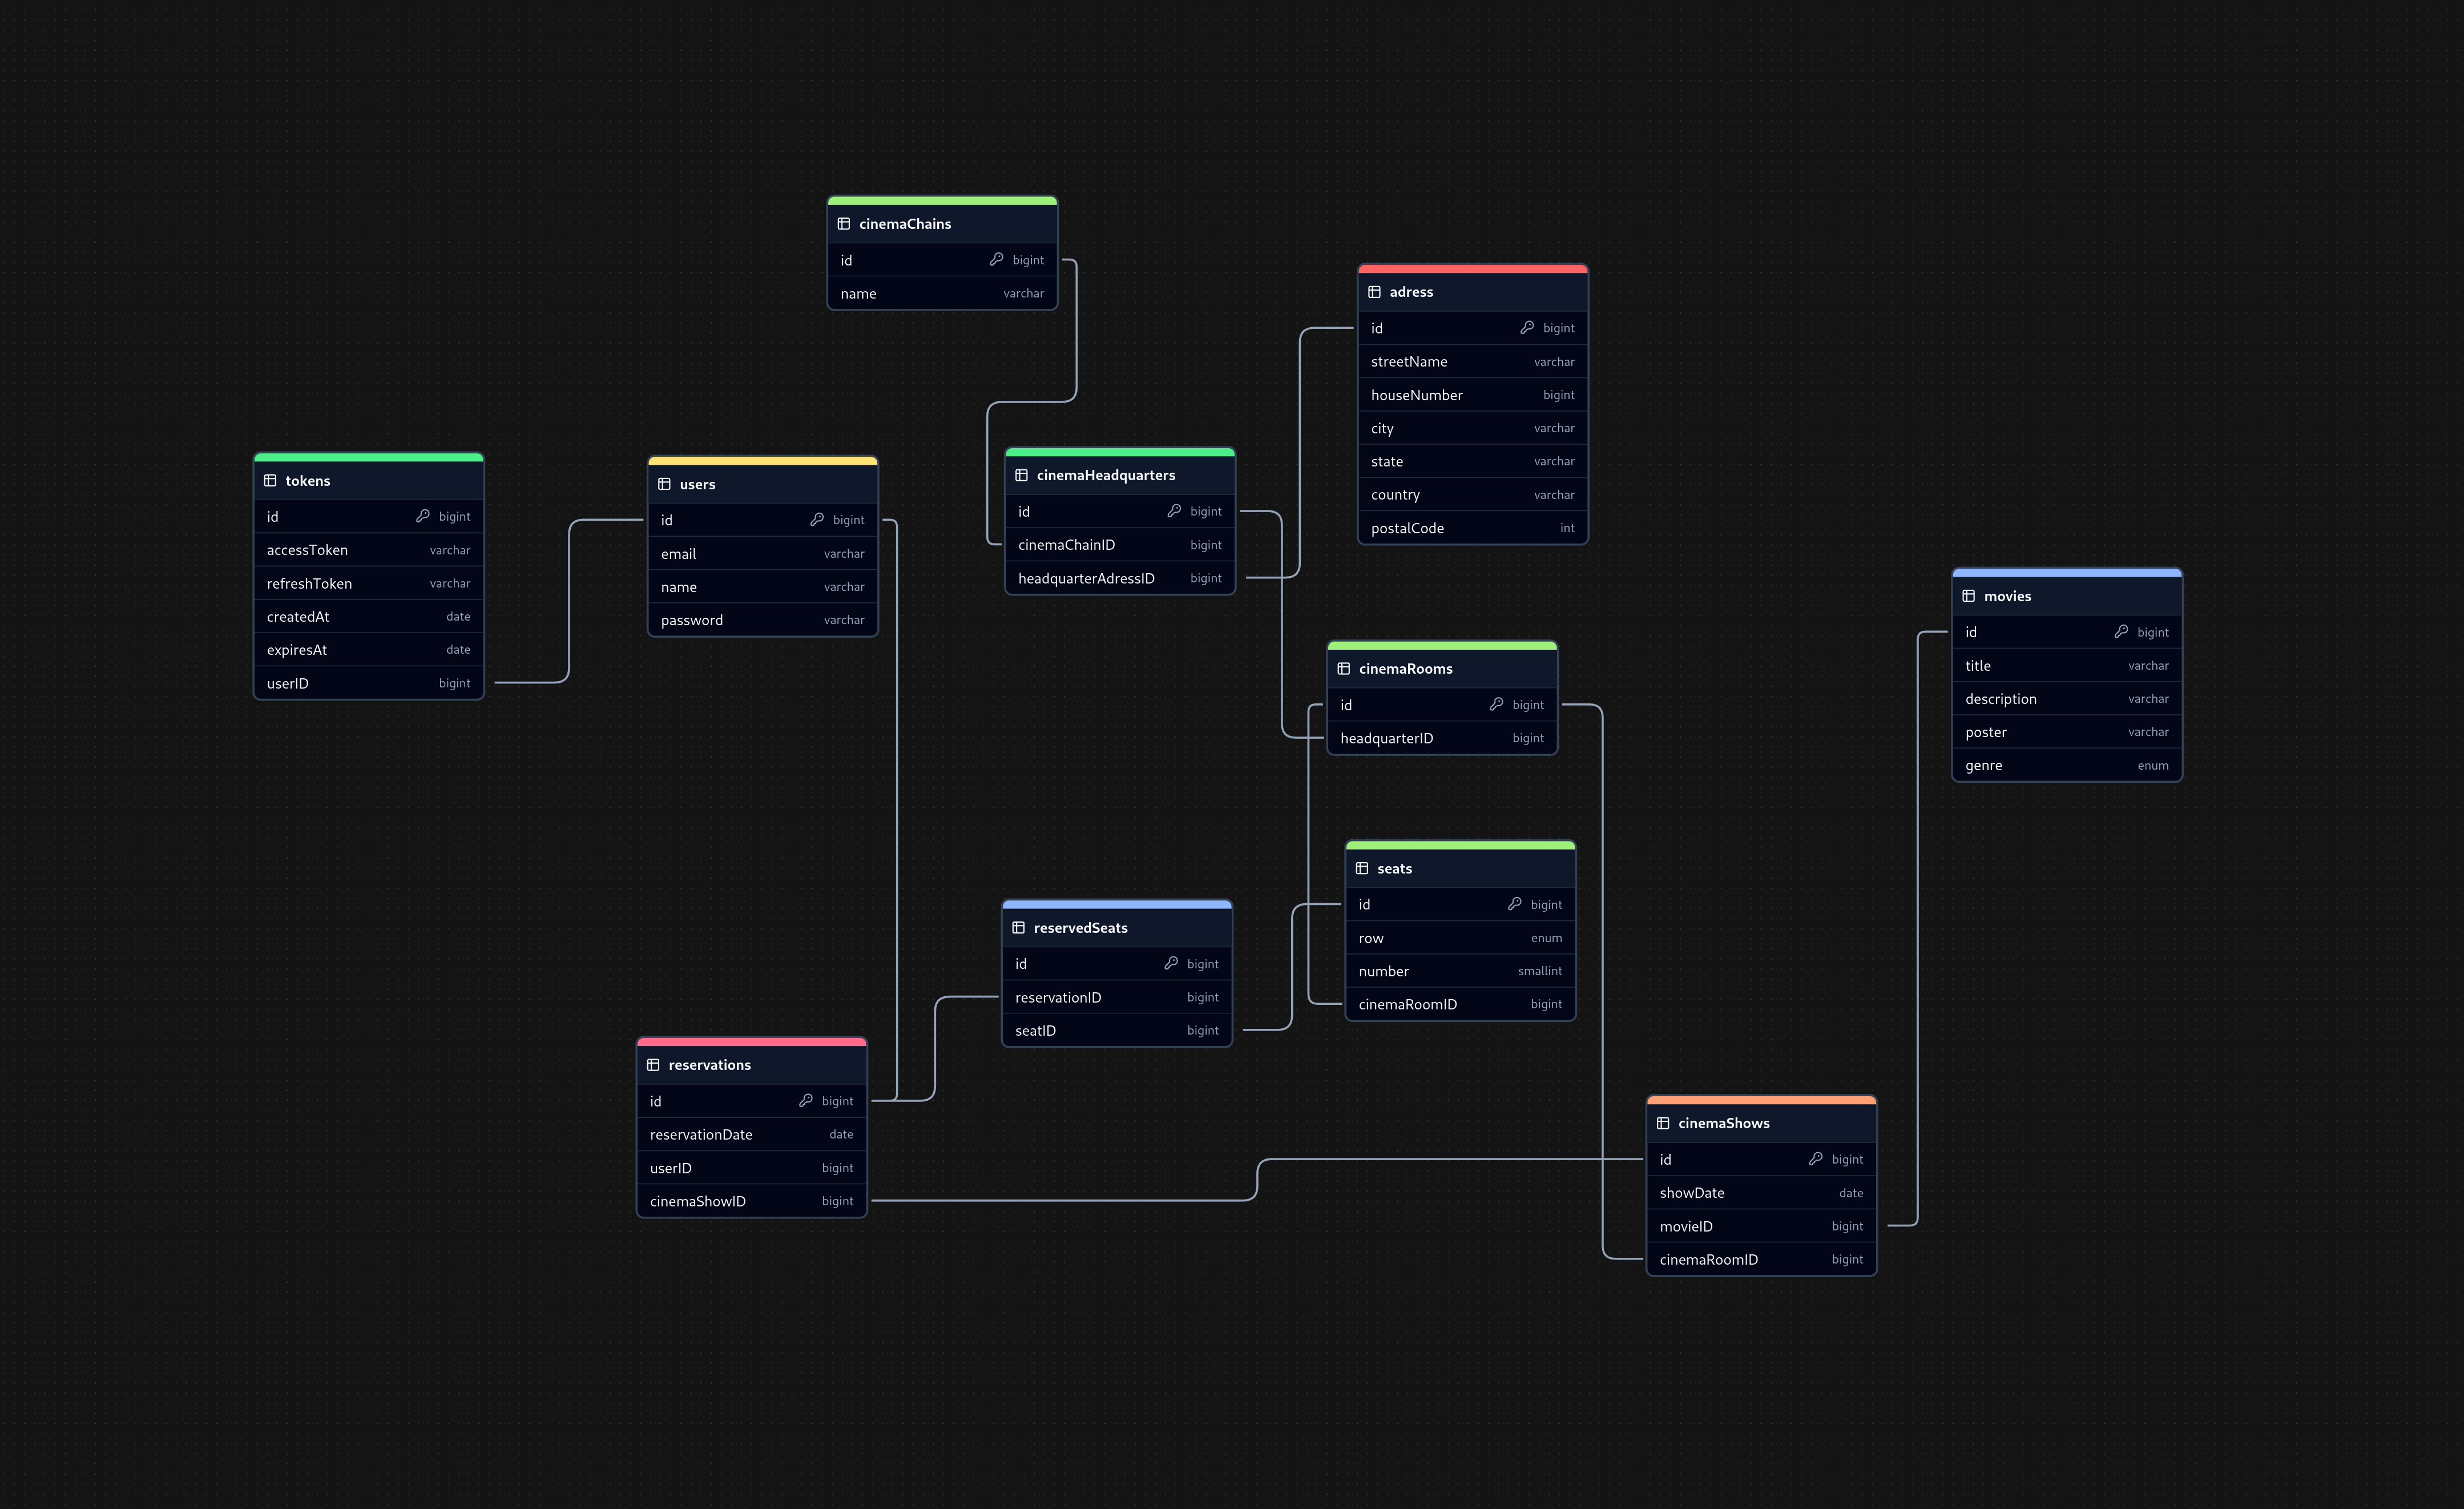 cinemaChains
id bigint
name varchar
adress
id bigint
streetName varchar
houseNumber bigint
city varchar
state varchar
country varchar
postalCode int
tokens
id bigint
accessToken varchar
refreshToken varchar
createdAt date
expiresAt date
userID bigint
users
id bigint
email varchar
name varchar
password varchar
cinemaHeadquarters
id bigint
cinemaChainID bigint
headquarterAdressID bigint
movies
id bigint
title varchar
description varchar
poster varchar
genre enum
cinemaRooms
id bigint
headquarterID bigint
seats
id bigint
row enum
number smallint
cinemaRoomID bigint
reservedSeats
id bigint
reservationID bigint
seatID bigint
reservations
id bigint
reservationDate date
userID bigint
cinemaShowID bigint
cinemaShows
id bigint
showDate date
movieID bigint
cinemaRoomID bigint